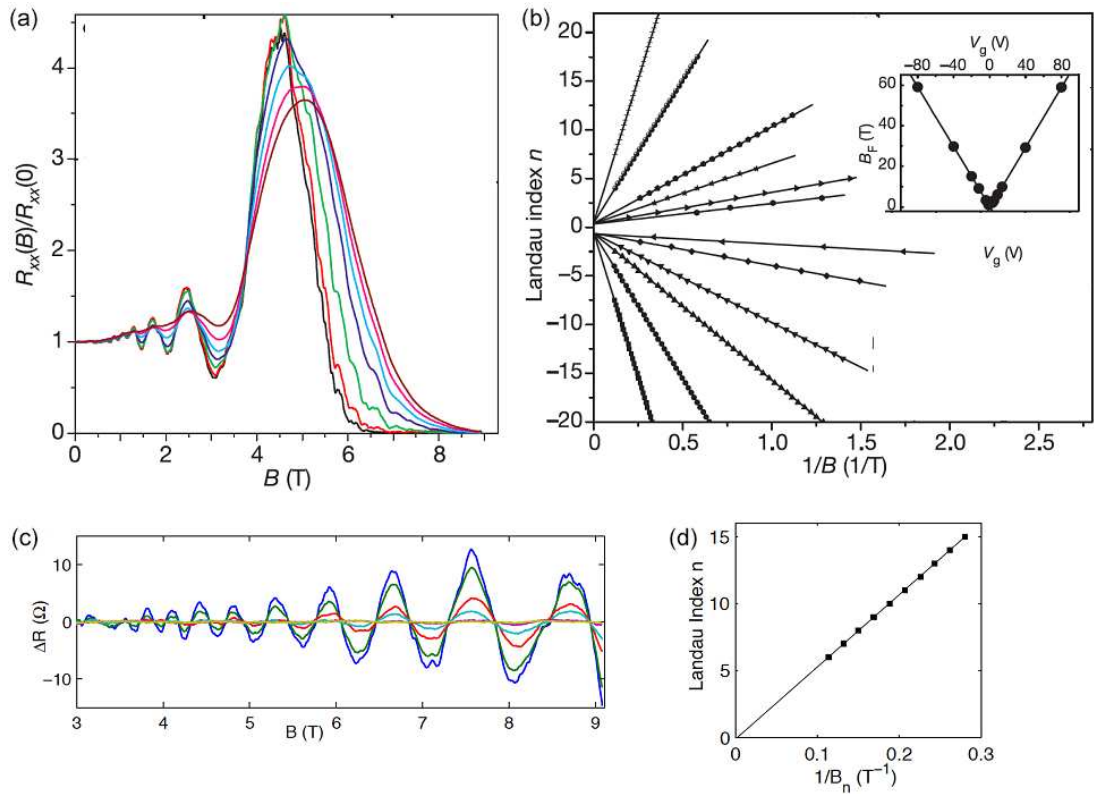 (a)
4
3
2
1
0
R_xx(B)/R_xx(0)
0 2 4 6 8
B (T)
(b)
20
15
10
5
0
−5
−10
−15
−20
Landau index n
0 0.5 1.0 1.5 2.0 2.5
1/B (1/T)
V_g (V)
−80 −40 0 40 80
60
40
20
0
B_F (T)
V_g (V)
(c)
10
0
−10
ΔR (Ω)
3 4 5 6 7 8 9
B (T)
(d)
15
10
5
0
Landau Index n
0.1 0.2 0.3
1/B_n (T⁻¹)